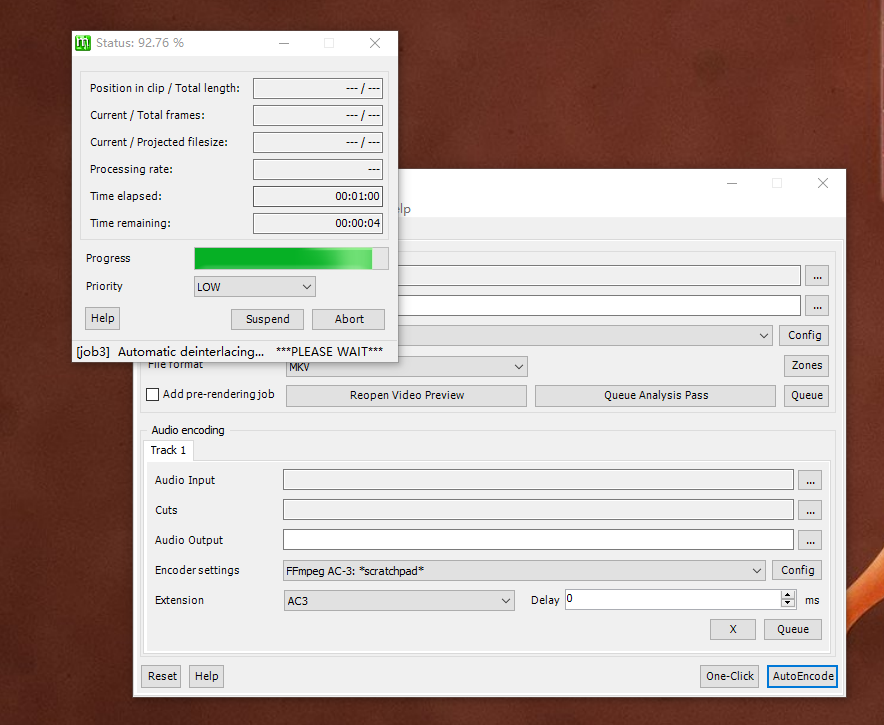 Status: 92.76 %
Position in clip / Total length: --- / ---
Current / Total frames: --- / ---
Current / Projected filesize: --- / ---
Processing rate: ---
Time elapsed: 00:01:00
Time remaining: 00:00:04
Progress
Priority LOW
Help Suspend Abort
[job3] Automatic deinterlacing... ***PLEASE WAIT***
...
...
Config
File format MKV Zones
Add pre-rendering job Reopen Video Preview Queue Analysis Pass Queue
Audio encoding
Track 1
Audio Input ...
Cuts ...
Audio Output ...
Encoder settings FFmpeg AC-3: *scratchpad* Config
Extension AC3 Delay 0 ms
X Queue
Reset Help One-Click AutoEncode